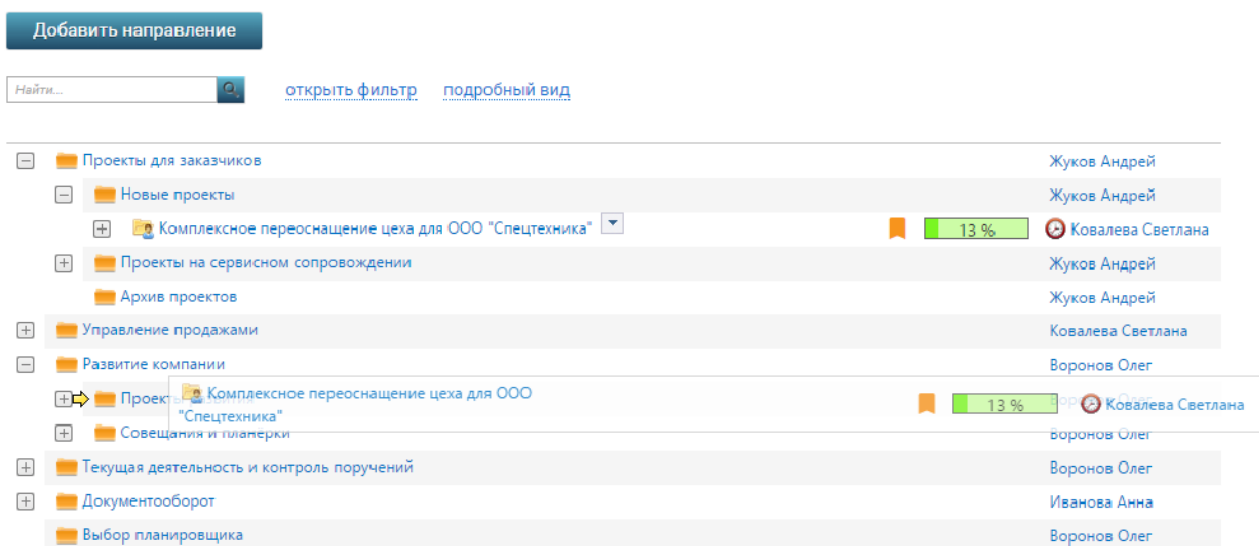 Добавить направление
Найти... открыть фильтр подробный вид
Проекты для заказчиков Жуков Андрей
Новые проекты Жуков Андрей
Комплексное переоснащение цеха для ООО "Спецтехника" 13 % Ковалева Светлана
Проекты на сервисном сопровождении Жуков Андрей
Архив проектов Жуков Андрей
Управление продажами Ковалева Светлана
Развитие компании Воронов Олег
Комплексное переоснащение цеха для ООО
"Спецтехника" 13 % Ковалева Светлана
Совещания и планерки Воронов Олег
Текущая деятельность и контроль поручений Воронов Олег
Документооборот Иванова Анна
Выбор планировщика Воронов Олег